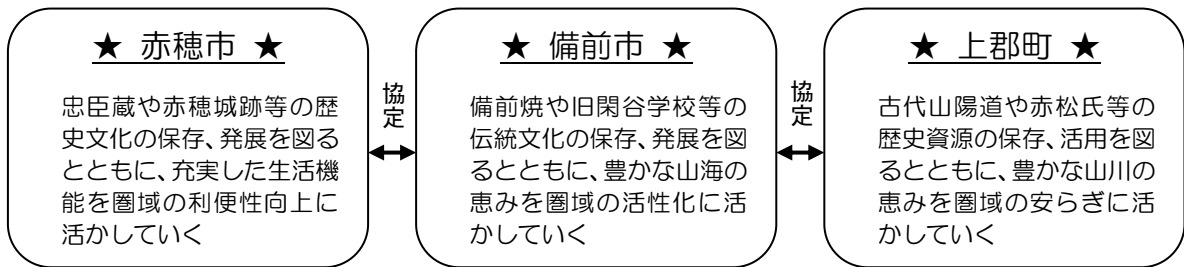 ★ 赤穂市 ★
忠臣蔵や赤穂城跡等の歴
史文化の保存、発展を図る
とともに、充実した生活機
能を圏域の利便性向上に
活かしていく
協定
★ 備前市 ★
備前焼や旧閑谷学校等の
伝統文化の保存、発展を図
るとともに、豊かな山海の
恵みを圏域の活性化に活
かしていく
協定
★ 上郡町 ★
古代山陽道や赤松氏等の
歴史資源の保存、活用を図
るとともに、豊かな山川の
恵みを圏域の安らぎに活
かしていく